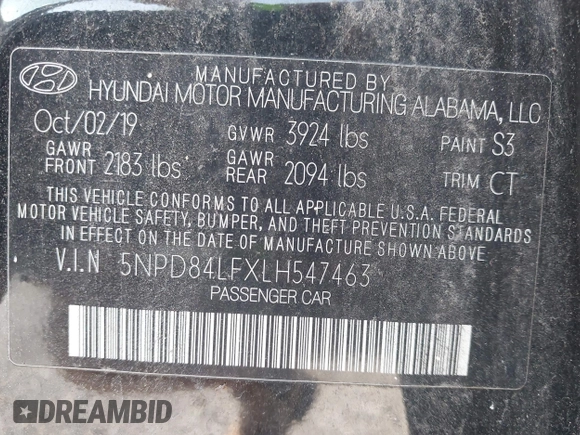 MANUFACTURED BY
HYUNDAI MOTOR MANUFACTURING ALABAMA, LLC
Oct/02/19 GVWR 3924 lbs PAINT S3
GAWR FRONT 2183 lbs GAWR REAR 2094 lbs TRIM CT
THIS VEHICLE CONFORMS TO ALL APPLICABLE U.S.A. FEDERAL
MOTOR VEHICLE SAFETY, BUMPER, AND THEFT PREVENTION STANDARDS
IN EFFECT ON THE DATE OF MANUFACTURE SHOWN ABOVE.
V.I.N 5NPD84LFXLH547463
PASSENGER CAR
DREAMBID